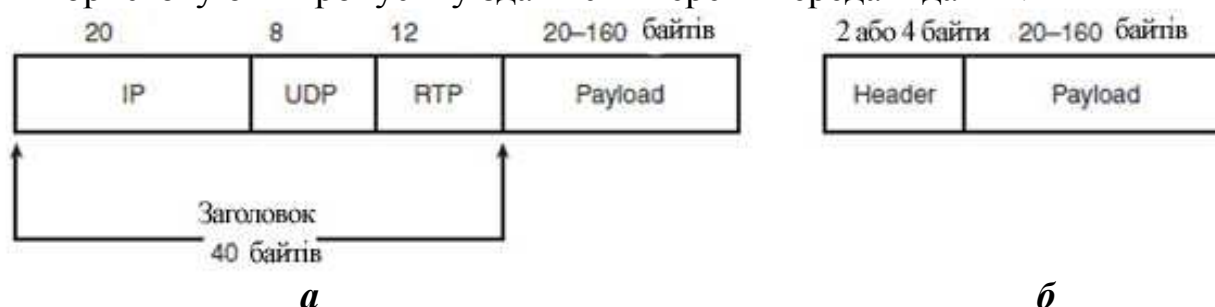 20 8 12 20–160 байтів 2 або 4 байти 20–160 байтів
IP UDP RTP Payload Header Payload
Заголовок
40 байтів
а б